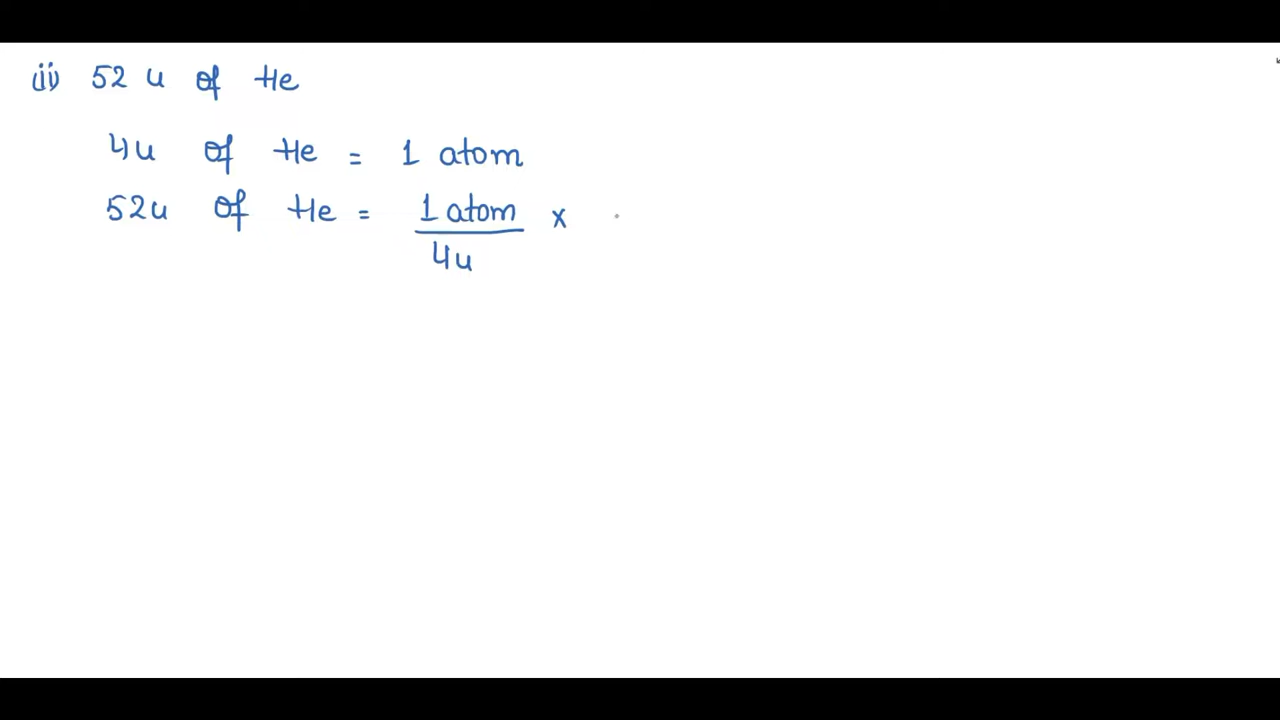 (ii) 52 u of He
4u of He = 1 atom
52u of He = 1 atom ×
4u